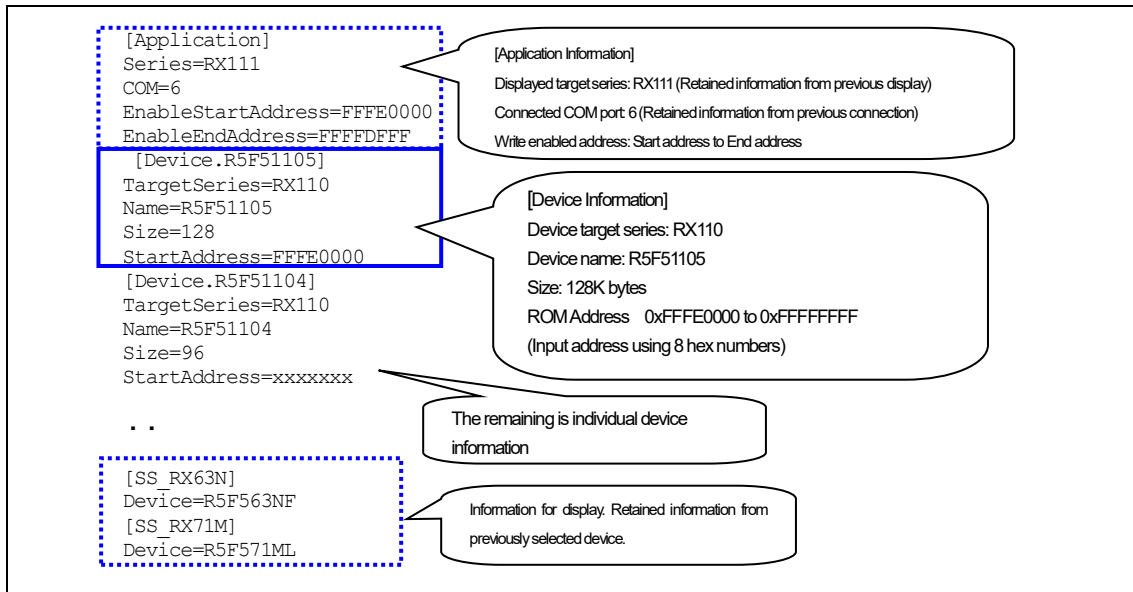 [Application]
Series=RX111
COM=6
EnableStartAddress=FFFE0000
EnableEndAddress=FFFFDFFF
[Application Information]
Displayed target series: RX111 (Retained information from previous display)
Connected COM port: 6 (Retained information from previous connection)
Write enabled address: Start address to End address
[Device.R5F51105]
TargetSeries=RX110
Name=R5F51105
Size=128
StartAddress=FFFE0000
[Device Information]
Device target series: RX110
Device name: R5F51105
Size: 128K bytes
ROM Address 0xFFFE0000 to 0xFFFFFFFF
(Input address using 8 hex numbers)
[Device.R5F51104]
TargetSeries=RX110
Name=R5F51104
Size=96
StartAddress=xxxxxxx
The remaining is individual device
information
. .
[SS_RX63N]
Device=R5F563NF
[SS_RX71M]
Device=R5F571ML
Information for display. Retained information from
previously selected device.